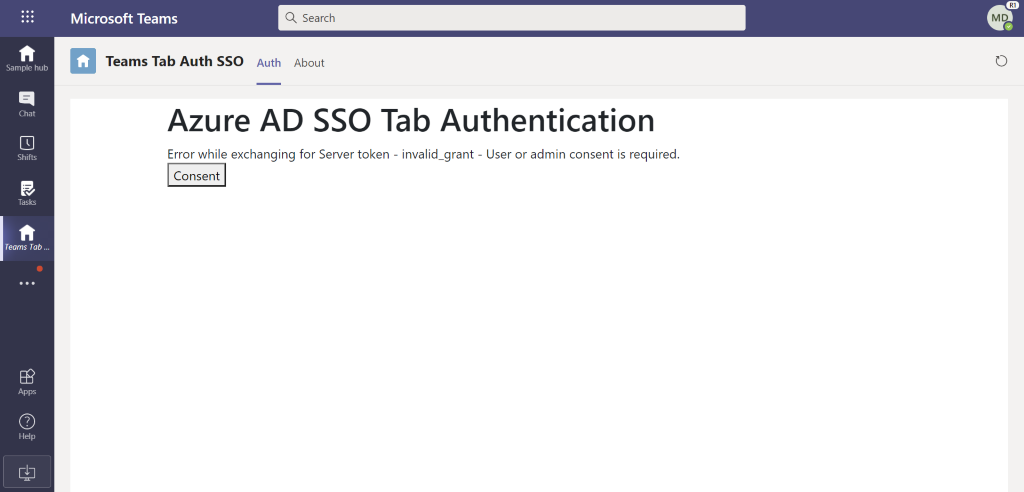 Microsoft Teams
Search
MD
R1
Sample hub
Chat
Shifts
Tasks
Teams Tab ...
Apps
Help
Teams Tab Auth SSO
Auth
About
Azure AD SSO Tab Authentication
Error while exchanging for Server token - invalid_grant - User or admin consent is required.
Consent